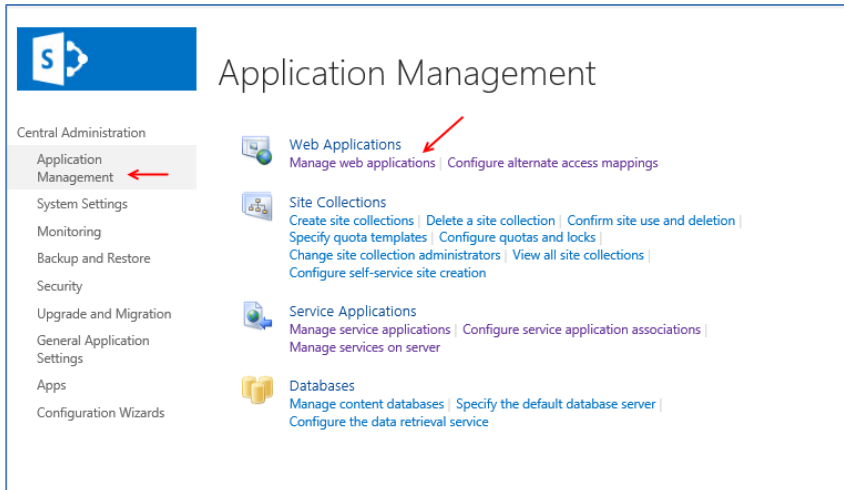 S
Application Management
Central Administration
Application
Management
System Settings
Monitoring
Backup and Restore
Security
Upgrade and Migration
General Application
Settings
Apps
Configuration Wizards
Web Applications
Manage web applications | Configure alternate access mappings
Site Collections
Create site collections | Delete a site collection | Confirm site use and deletion |
Specify quota templates | Configure quotas and locks |
Change site collection administrators | View all site collections |
Configure self-service site creation
Service Applications
Manage service applications | Configure service application associations |
Manage services on server
Databases
Manage content databases | Specify the default database server |
Configure the data retrieval service